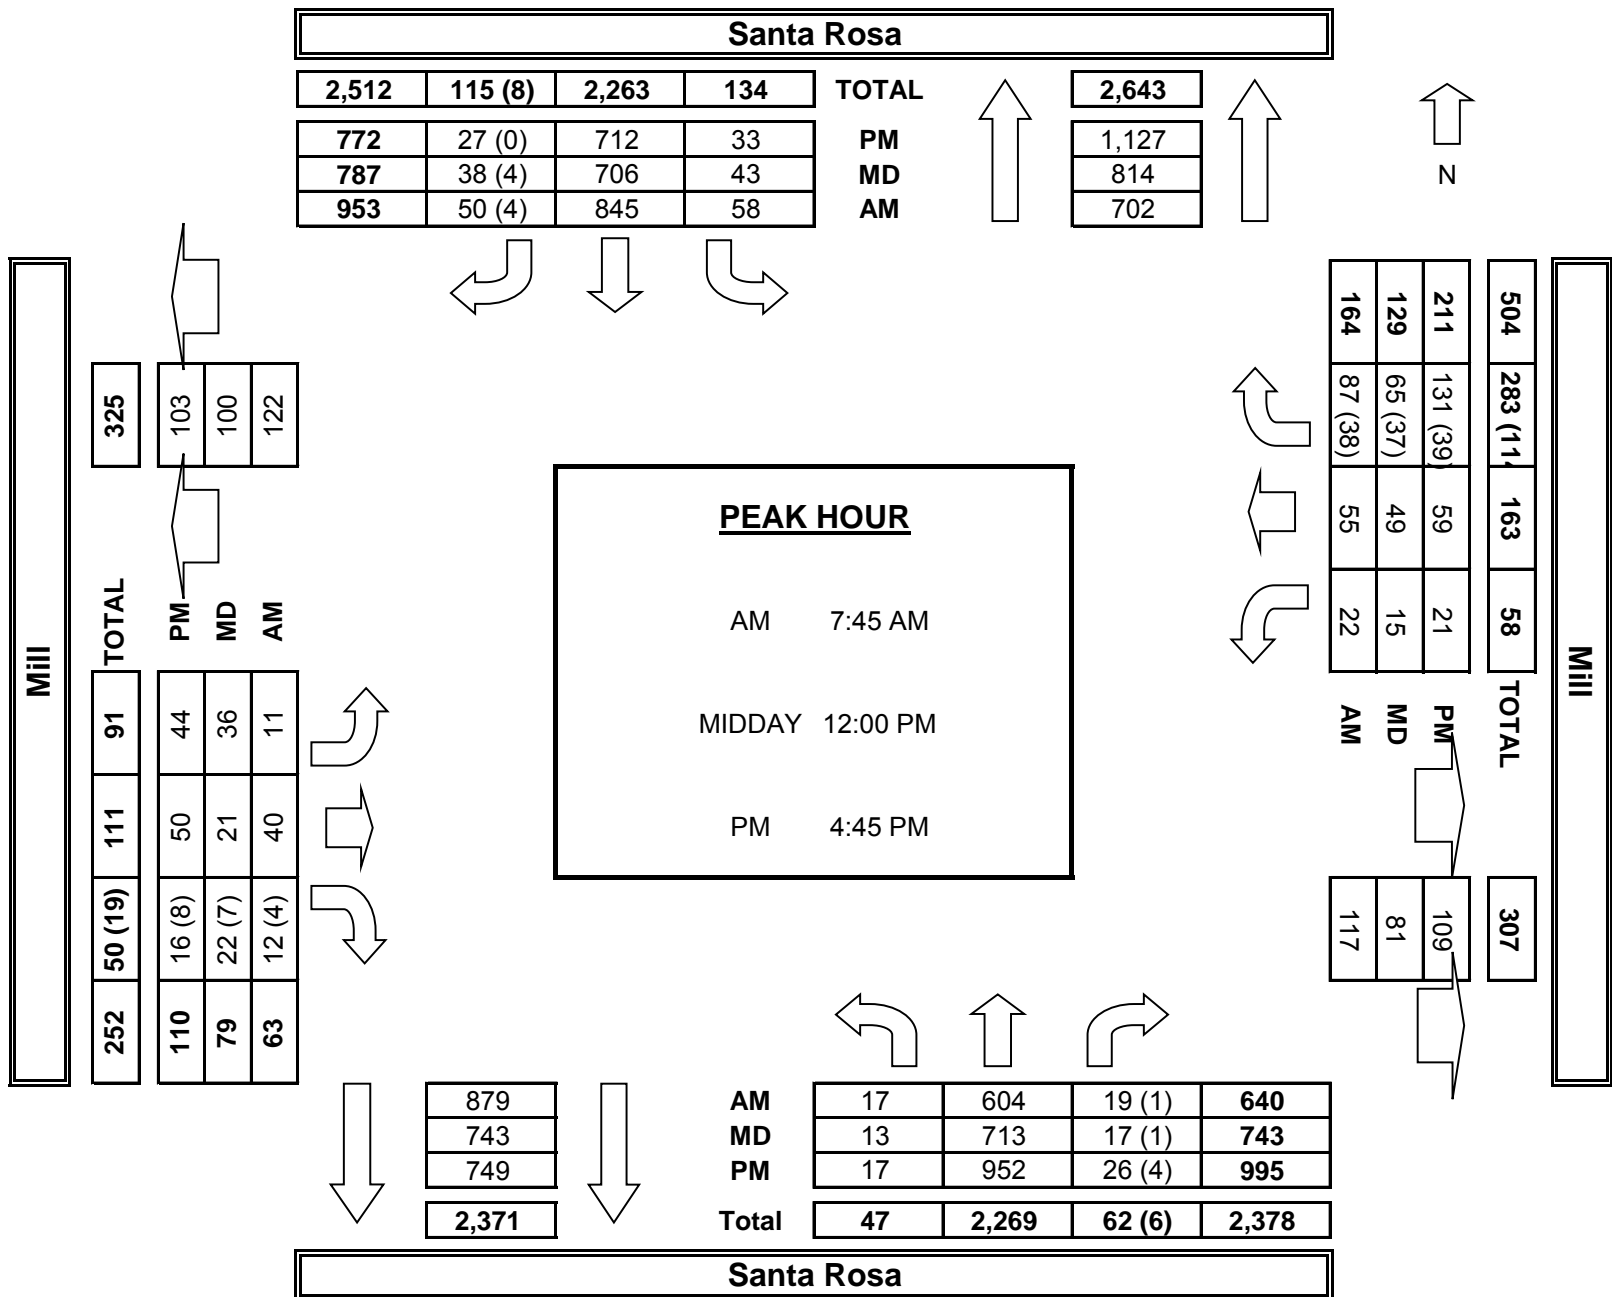 Santa Rosa
2,512 115 (8) 2,263 134 TOTAL 2,643
772 27 (0) 712 33 PM 1,127
787 38 (4) 706 43 MD 814
953 50 (4) 845 58 AM 702
N
Mill
325
103
100
122
TOTAL
PM
MD
AM
91 111 50 (19) 252
44 50 16 (8) 110
36 21 22 (7) 79
11 40 12 (4) 63
PEAK HOUR
AM 7:45 AM
MIDDAY 12:00 PM
PM 4:45 PM
504 283 (114 163 58 TOTAL 307
211 131 (39) 59 21 PM 109
129 65 (37) 49 15 MD 81
164 87 (38) 55 22 AM 117
Mill
879 AM 17 604 19 (1) 640
743 MD 13 713 17 (1) 743
749 PM 17 952 26 (4) 995
2,371 Total 47 2,269 62 (6) 2,378
Santa Rosa